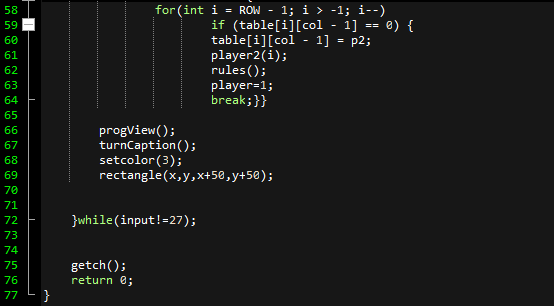 58 for(int i = ROW - 1; i > -1; i--)
59 if (table[i][col - 1] == 0) {
60 table[i][col - 1] = p2;
61 player2(i);
62 rules();
63 player=1;
64 break;}}
65
66 progView();
67 turnCaption();
68 setcolor(3);
69 rectangle(x,y,x+50,y+50);
70
71
72 }while(input!=27);
73
74
75 getch();
76 return 0;
77 }